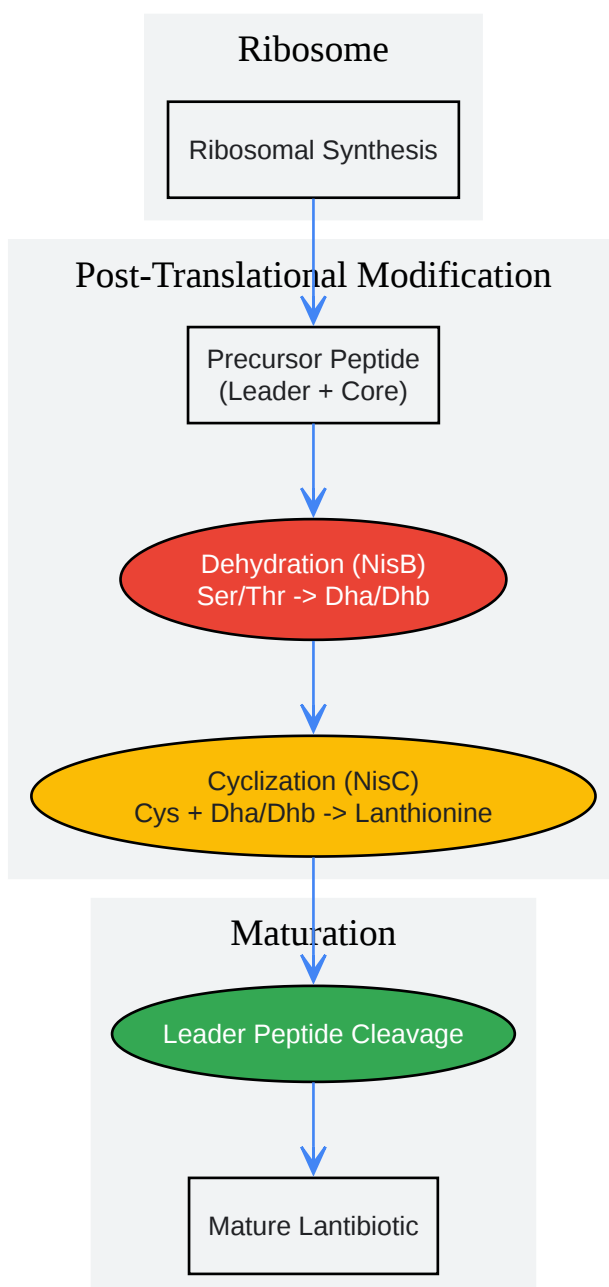 Ribosome
Ribosomal Synthesis
Post-Translational Modification
Precursor Peptide
(Leader + Core)
Dehydration (NisB)
Ser/Thr -> Dha/Dhb
Cyclization (NisC)
Cys + Dha/Dhb -> Lanthionine
Maturation
Leader Peptide Cleavage
Mature Lantibiotic